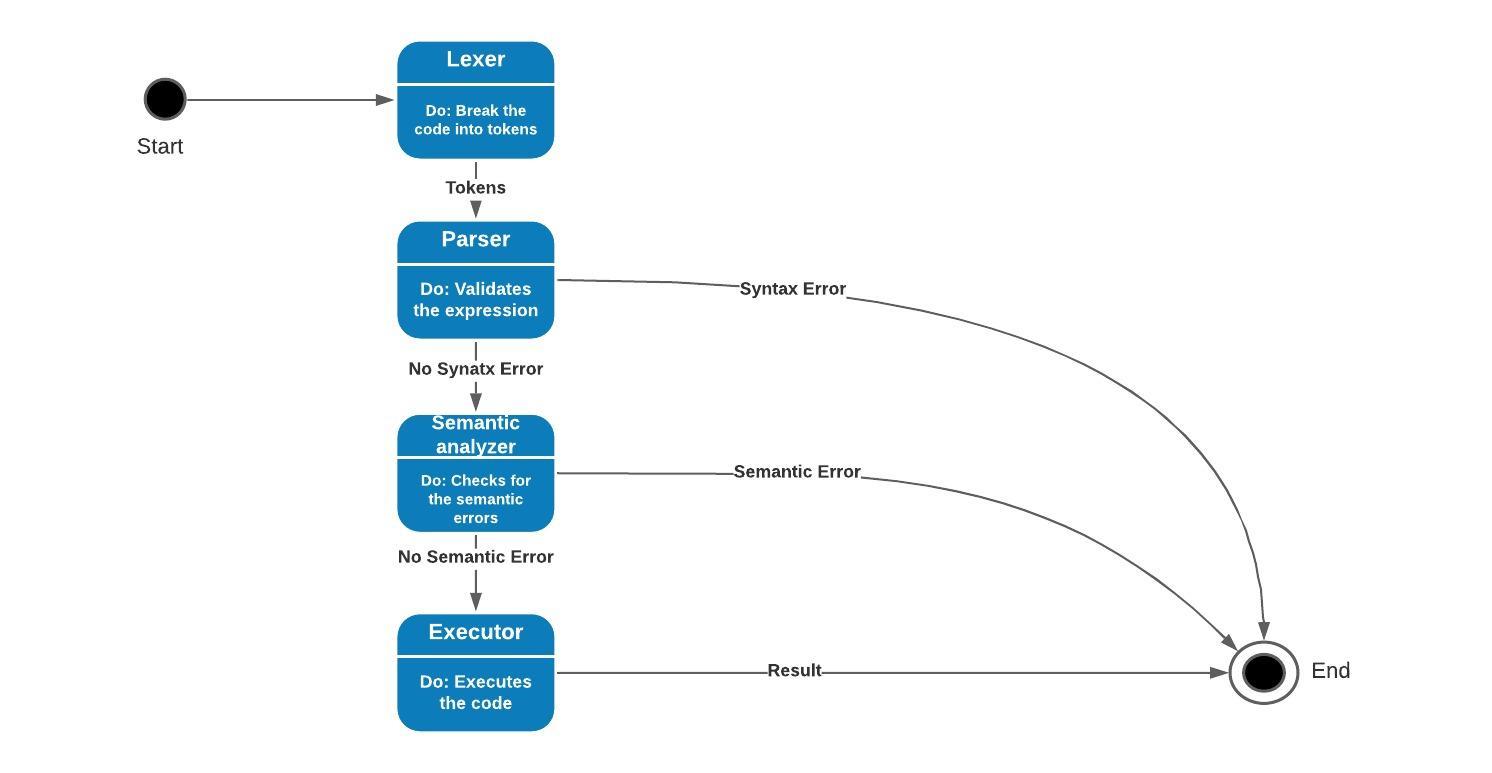 Lexer
Do: Break the
code into tokens
Start
Tokens
Parser
Do: Validates
the expression
Syntax Error
No Synatx Error
Semantic
analyzer
Do: Checks for
the semantic
errors
Semantic Error
No Semantic Error
Executor
Do: Executes
the code
Result
End